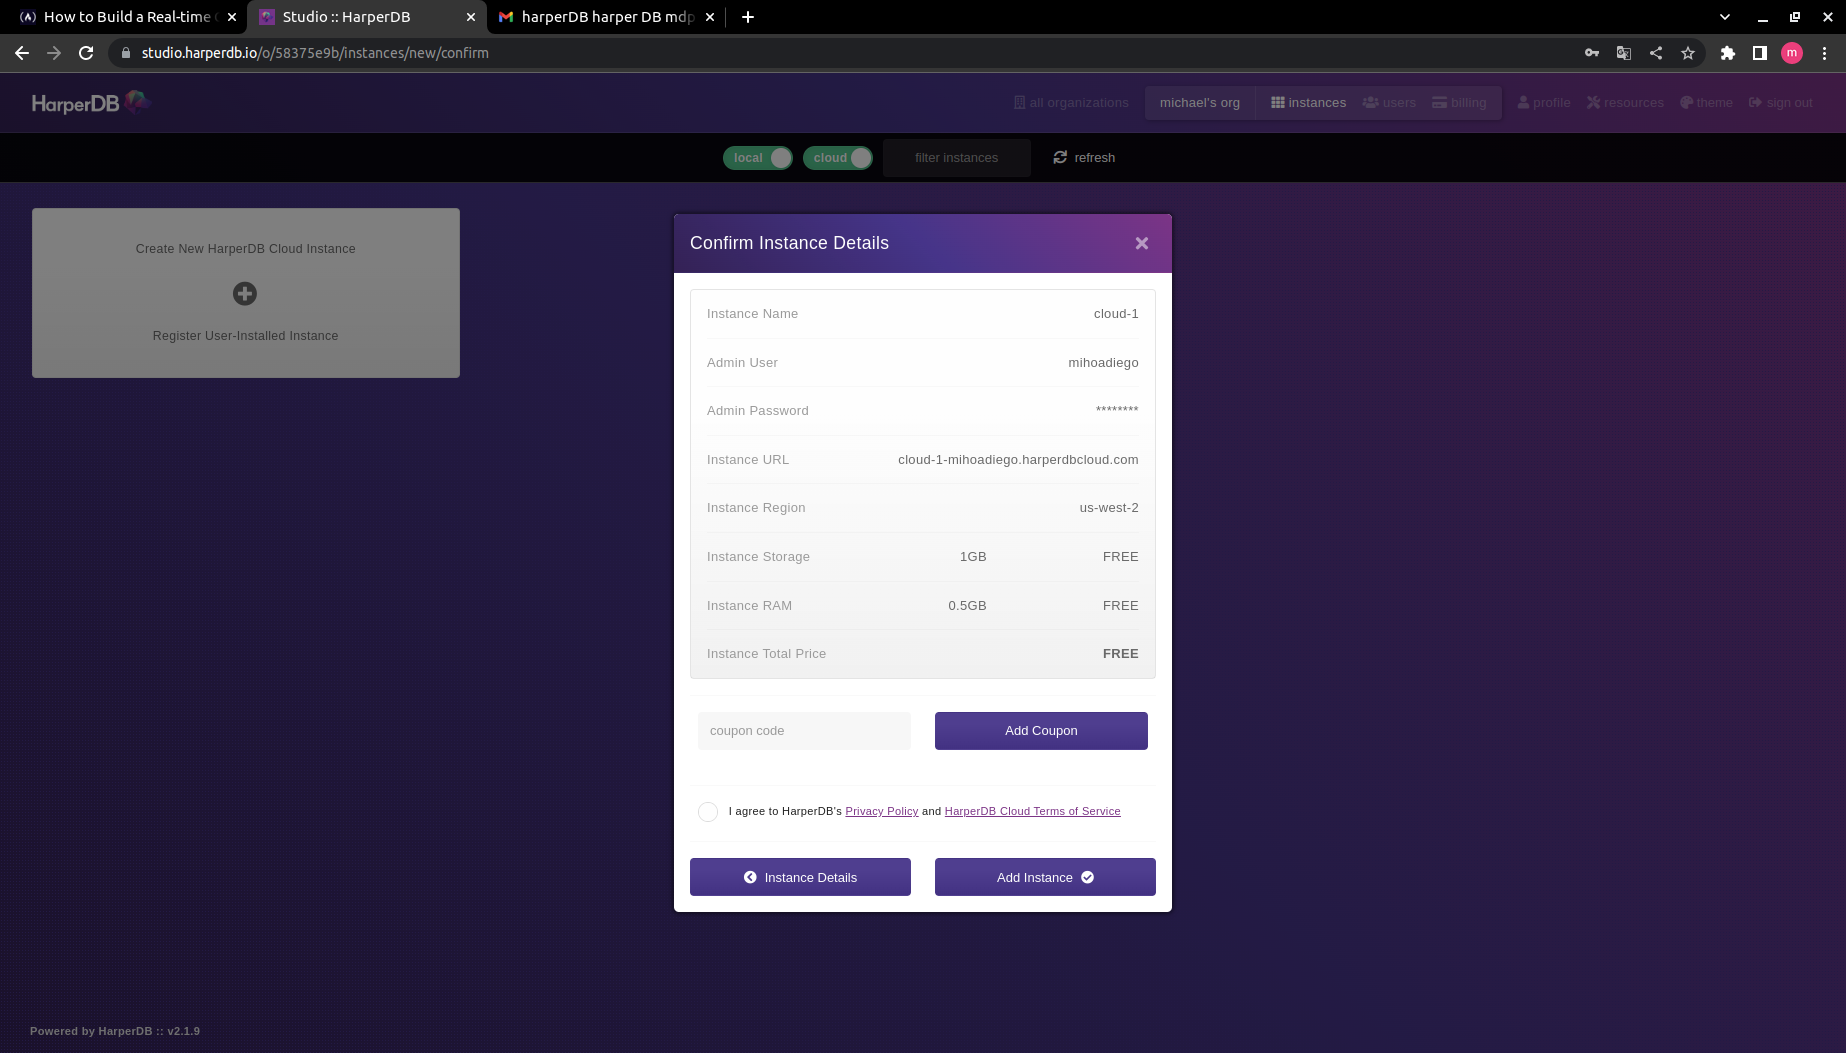 How to Build a Real-time
Studio :: HarperDB
harperDB harper DB mdp
studio.harperdb.io/o/58375e9b/instances/new/confirm
m
HarperDB
all organizations
michael's org
instances
users
billing
profile
resources
theme
sign out
local
cloud
filter instances
refresh
Create New HarperDB Cloud Instance
Register User-Installed Instance
Confirm Instance Details
Instance Name cloud-1
Admin User mihoadiego
Admin Password ********
Instance URL cloud-1-mihoadiego.harperdbcloud.com
Instance Region us-west-2
Instance Storage 1GB FREE
Instance RAM 0.5GB FREE
Instance Total Price FREE
coupon code
Add Coupon
I agree to HarperDB's Privacy Policy and HarperDB Cloud Terms of Service
Instance Details
Add Instance
Powered by HarperDB :: v2.1.9